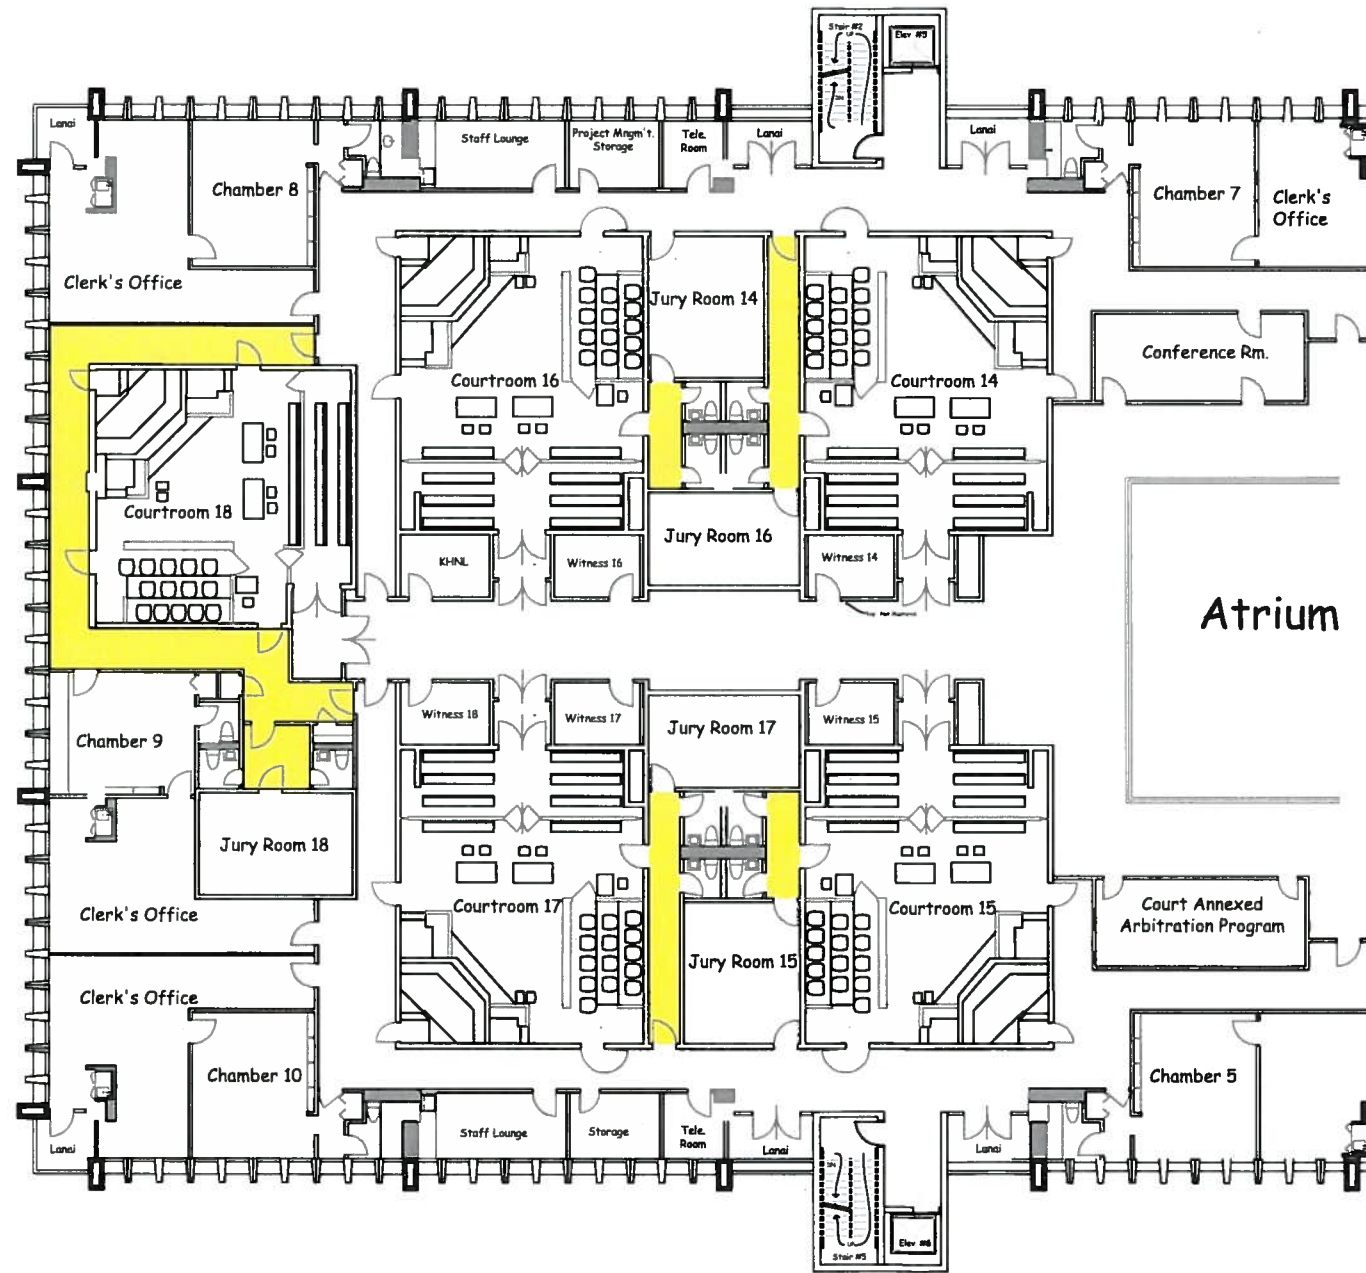 Stair #2
UP
DN
Elev #5
Lanai
Staff Lounge
Project Mngm't.
Storage
Tele.
Room
Lanai
Lanai
Chamber 8
Chamber 7
Clerk's
Office
Clerk's Office
Jury Room 14
Conference Rm.
Courtroom 16
Courtroom 14
Courtroom 18
Jury Room 16
KHNL
Witness 16
Witness 14
Atrium
Witness 18
Witness 17
Jury Room 17
Witness 15
Chamber 9
Jury Room 18
Clerk's Office
Courtroom 17
Courtroom 15
Court Annexed
Arbitration Program
Jury Room 15
Clerk's Office
Chamber 10
Chamber 5
Lanai
Staff Lounge
Storage
Tele.
Room
Lanai
Lanai
DN
UP
Stair #5
Elev #6